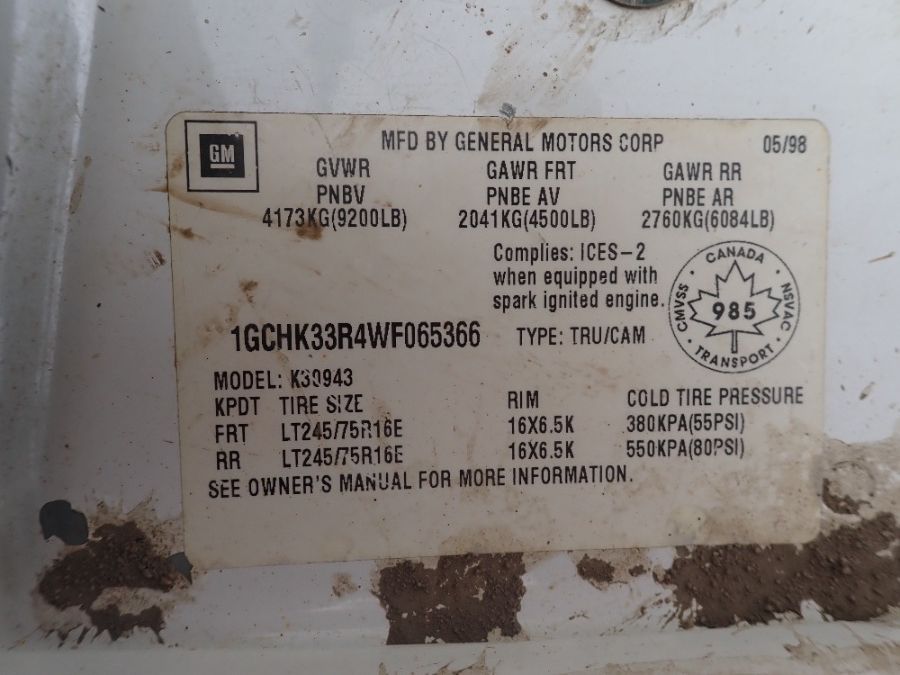 GM
MFD BY GENERAL MOTORS CORP 05/98
GVWR GAWR FRT GAWR RR
PNBV PNBE AV PNBE AR
4173KG(9200LB) 2041KG(4500LB) 2760KG(6084LB)
Complies: ICES-2
when equipped with
spark ignited engine.
CANADA
CMVSS 985 NSVAC
TRANSPORT
1GCHK33R4WF065366 TYPE: TRU/CAM
MODEL: K30943
KPDT TIRE SIZE RIM COLD TIRE PRESSURE
FRT LT245/75R16E 16X6.5K 380KPA(55PSI)
RR LT245/75R16E 16X6.5K 550KPA(80PSI)
SEE OWNER'S MANUAL FOR MORE INFORMATION.